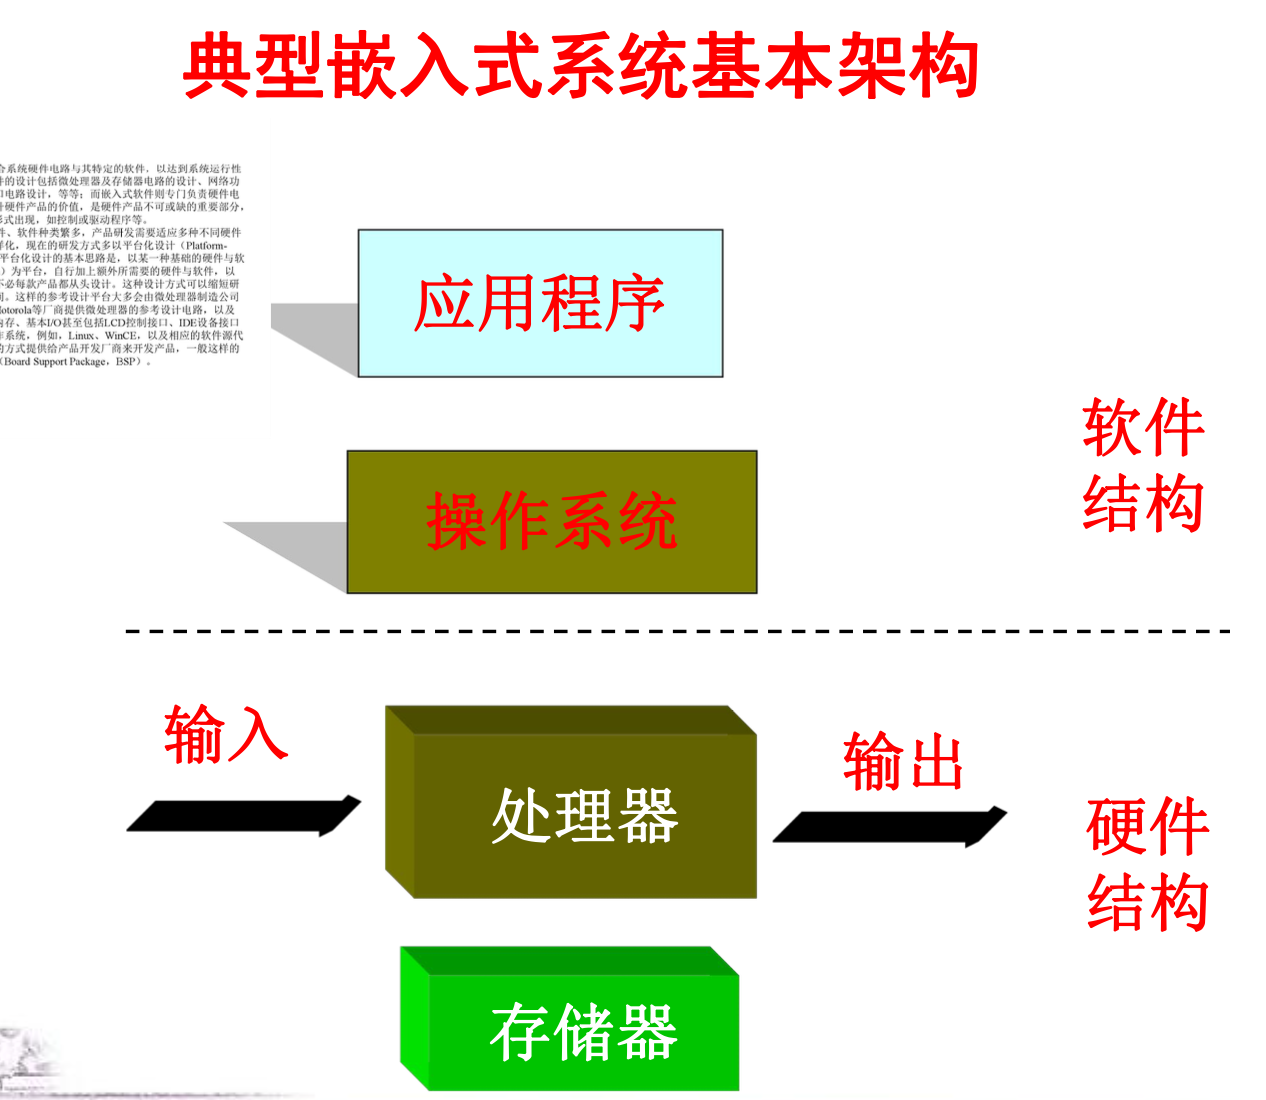 典型嵌入式系统基本架构
合系统硬件电路与其特定的软件，以达到系统运行性
件的设计包括微处理器及存储器电路的设计、网络功
口电路设计，等等；而嵌入式软件则专门负责硬件电
升硬件产品的价值，是硬件产品不可或缺的重要部分，
形式出现，如控制或驱动程序等。
件、软件种类繁多，产品研发需要适应多种不同硬件
样化，现在的研发方式多以平台化设计（Platform-
平台化设计的基本思路是，以某一种基础的硬件与软
）为平台，自行加上额外所需要的硬件与软件，以
不必每款产品都从头设计。这种设计方式可以缩短研
间。这样的参考设计平台大多会由微处理器制造公司
Motorola等厂商提供微处理器的参考设计电路，以及
内存、基本I/O甚至包括LCD控制接口、IDE设备接口
作系统，例如，Linux、WinCE，以及相应的软件源代
的方式提供给产品开发厂商来开发产品，一般这样的
（Board Support Package，BSP）。
应用程序
软件
结构
操作系统
输入
输出
处理器
硬件
结构
存储器